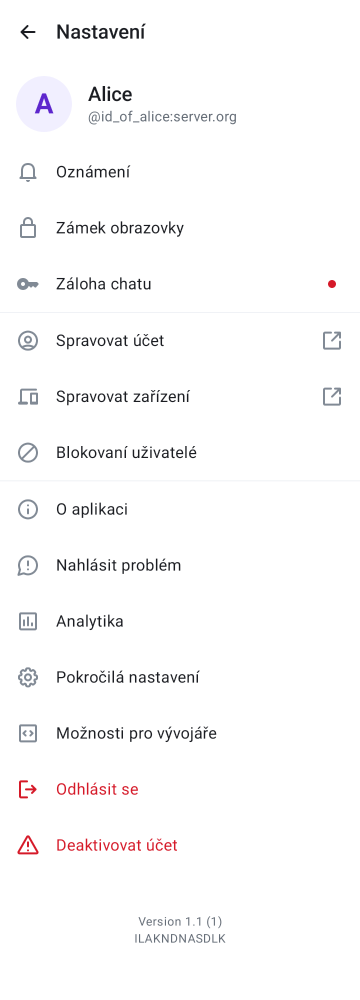 Nastavení
A
Alice
@id_of_alice:server.org
Oznámení
Zámek obrazovky
Záloha chatu
Spravovat účet
Spravovat zařízení
Blokovaní uživatelé
O aplikaci
Nahlásit problém
Analytika
Pokročilá nastavení
Možnosti pro vývojáře
Odhlásit se
Deaktivovat účet
Version 1.1 (1)
ILAKNDNASDLK